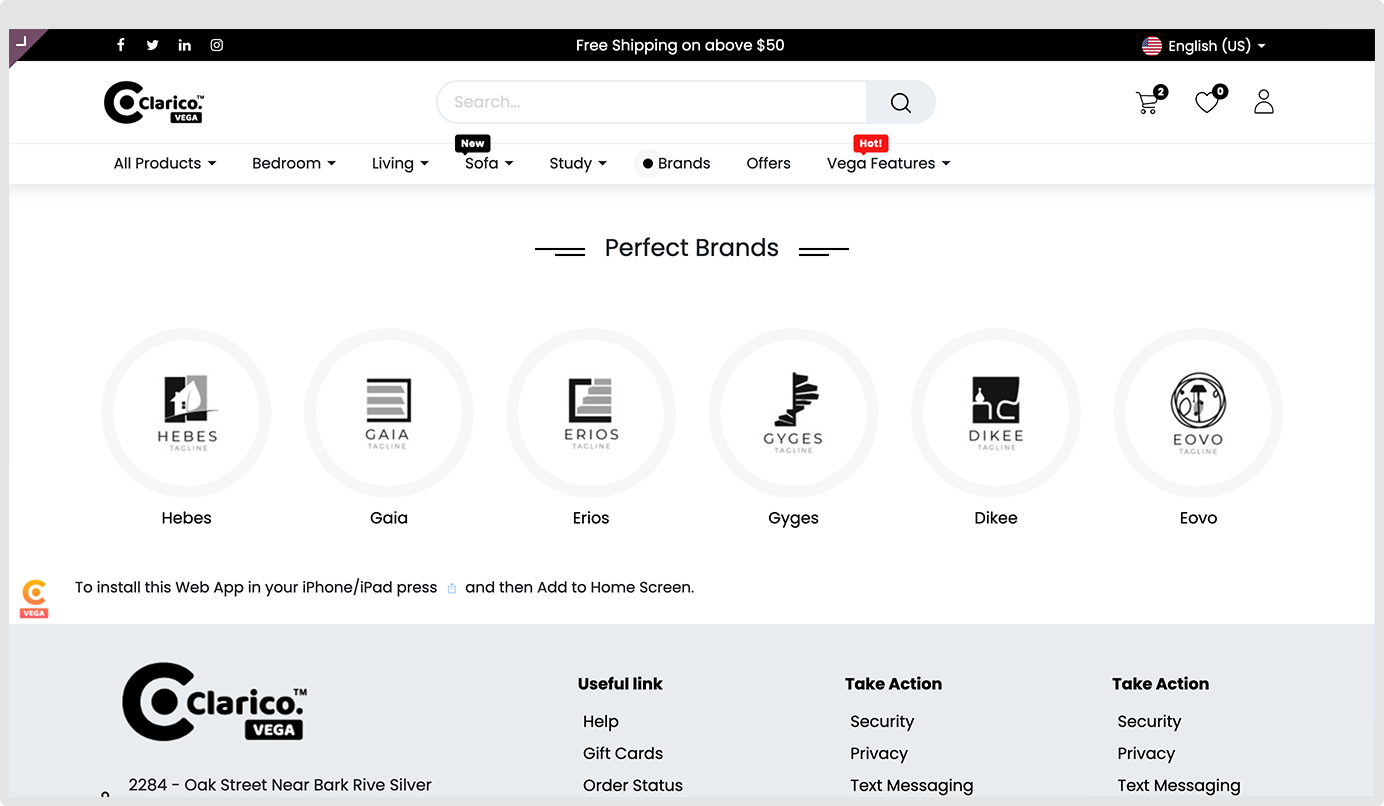 Free Shipping on above $50
English (US)
Clarico.™
VEGA
Search...
2
0
New
Hot!
All Products
Bedroom
Living
Sofa
Study
Brands
Offers
Vega Features
Perfect Brands
HEBES
TAGLINE
GAIA
TAGLINE
ERIOS
TAGLINE
GYGES
TAGLINE
DIKEE
TAGLINE
EOVO
TAGLINE
Hebes
Gaia
Erios
Gyges
Dikee
Eovo
VEGA
To install this Web App in your iPhone/iPad press and then Add to Home Screen.
Clarico.™
VEGA
2284 - Oak Street Near Bark Rive Silver
Useful link
Help
Gift Cards
Order Status
Take Action
Security
Privacy
Text Messaging
Take Action
Security
Privacy
Text Messaging